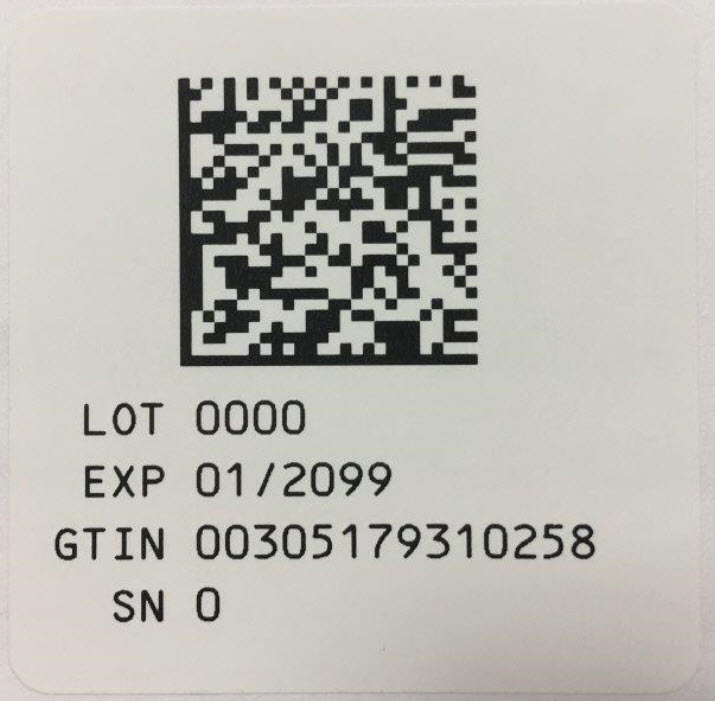 LOT 0000
EXP 01/2099
GTIN 00305179310258
SN 0